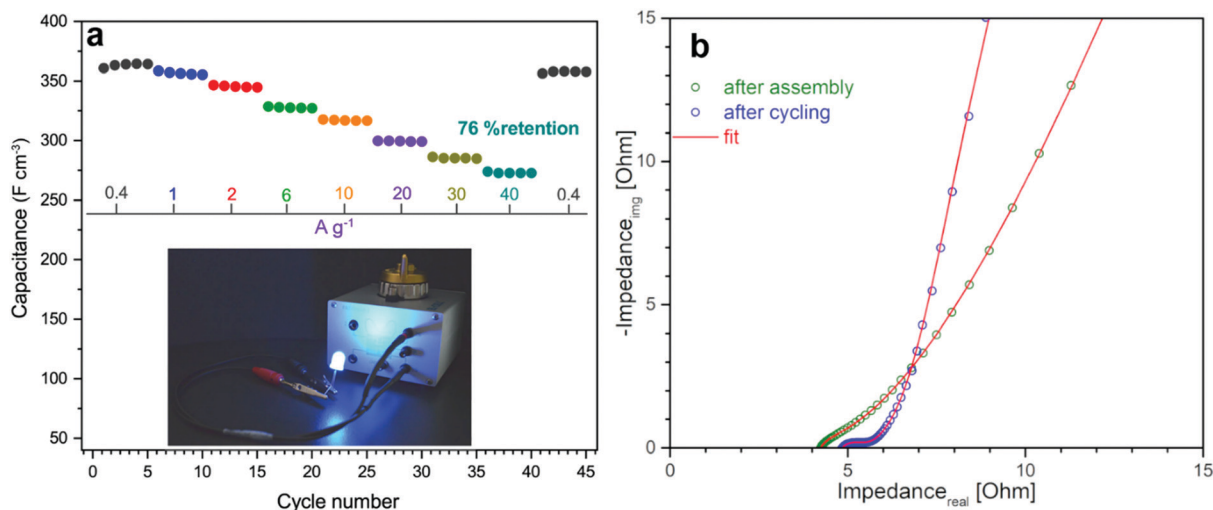 a
400
350
300
250
200
150
100
50
Capacitance (F cm⁻³)
76 %retention
0.4 1 2 6 10 20 30 40 0.4
A g⁻¹
0 5 10 15 20 25 30 35 40 45
Cycle number
b
15
10
5
0
-Impedance_img [Ohm]
after assembly
after cycling
fit
0 5 10 15
Impedance_real [Ohm]